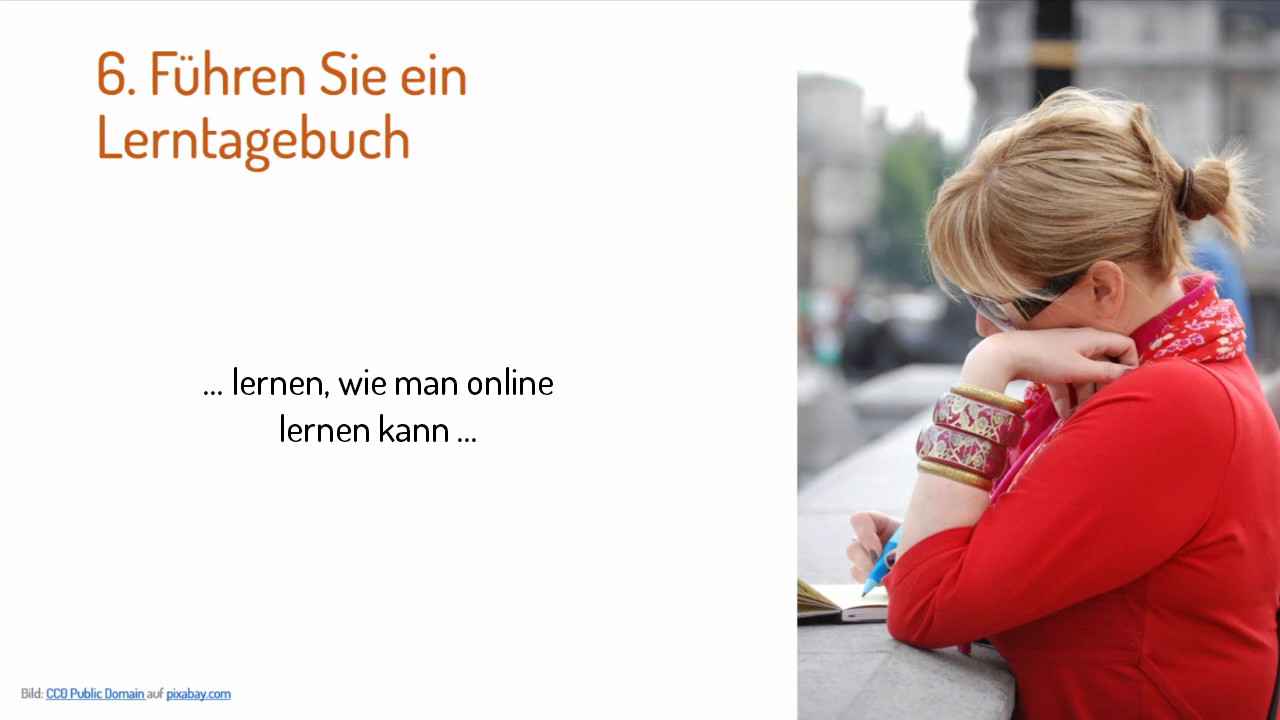 6. Führen Sie ein
Lerntagebuch
... lernen, wie man online
lernen kann ...
Bild: CC0 Public Domain auf pixabay.com